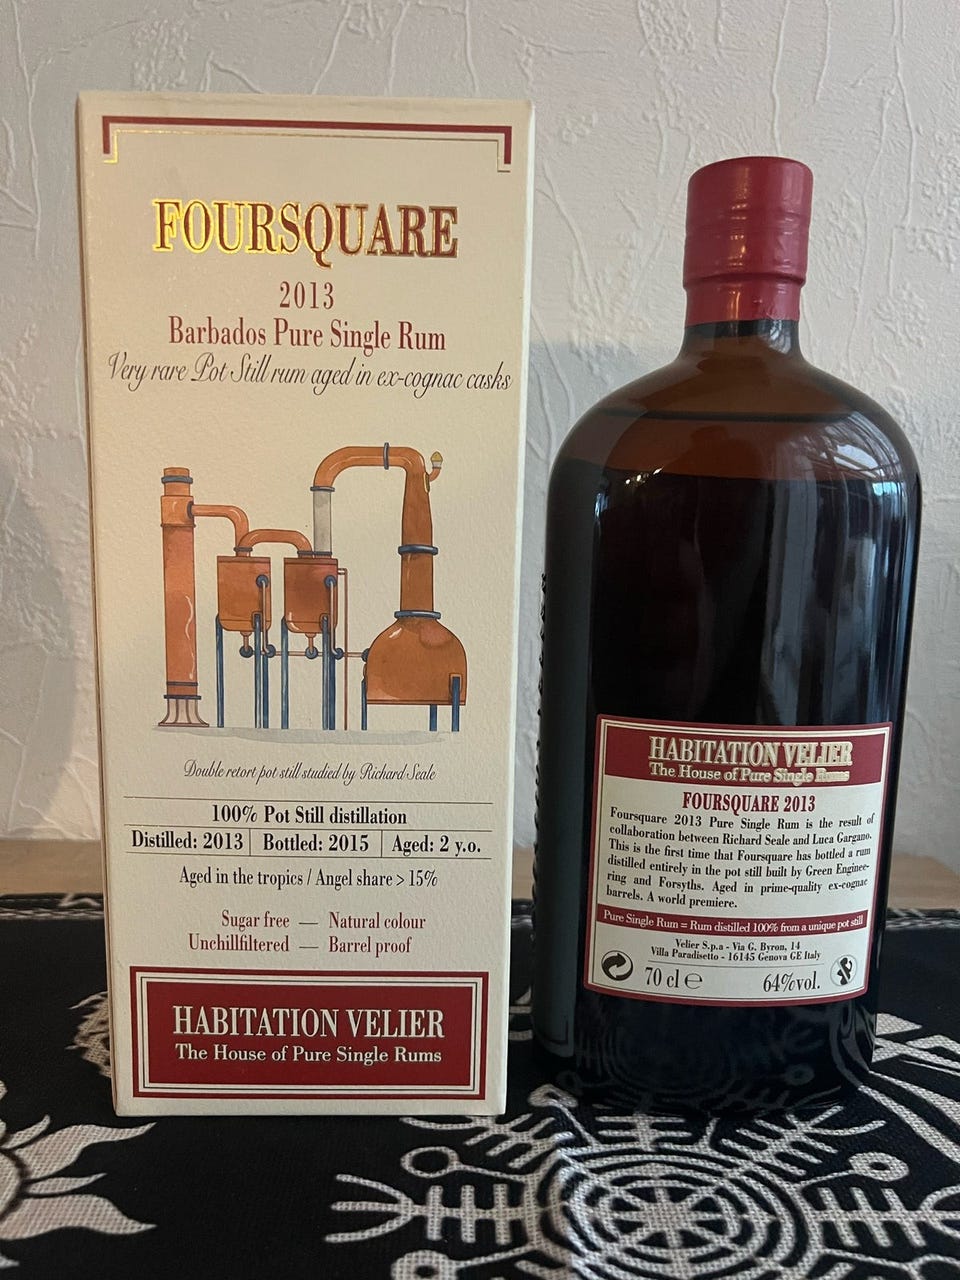 FOURSQUARE
2013
Barbados Pure Single Rum
Very rare Pot Still rum aged in ex-cognac casks
Double retort pot still studied by Richard Seale
100% Pot Still distillation
Distilled: 2013 Bottled: 2015 Aged: 2 y.o.
Aged in the tropics / Angel share > 15%
Sugar free — Natural colour
Unchillfiltered — Barrel proof
HABITATION VELIER
The House of Pure Single Rums
HABITATION VELIER
The House of Pure Single Rums
FOURSQUARE 2013
Foursquare 2013 Pure Single Rum is the result of
collaboration between Richard Seale and Luca Gargano.
This is the first time that Foursquare has bottled a rum
distilled entirely in the pot still built by Green Enginee-
ring and Forsyths. Aged in prime-quality ex-cognac
barrels. A world premiere.
Pure Single Rum = Rum distilled 100% from a unique pot still
Velier S.p.a - Via G. Byron, 14
Villa Paradisetto - 16145 Genova GE Italy
70 cl ℮ 64%vol.